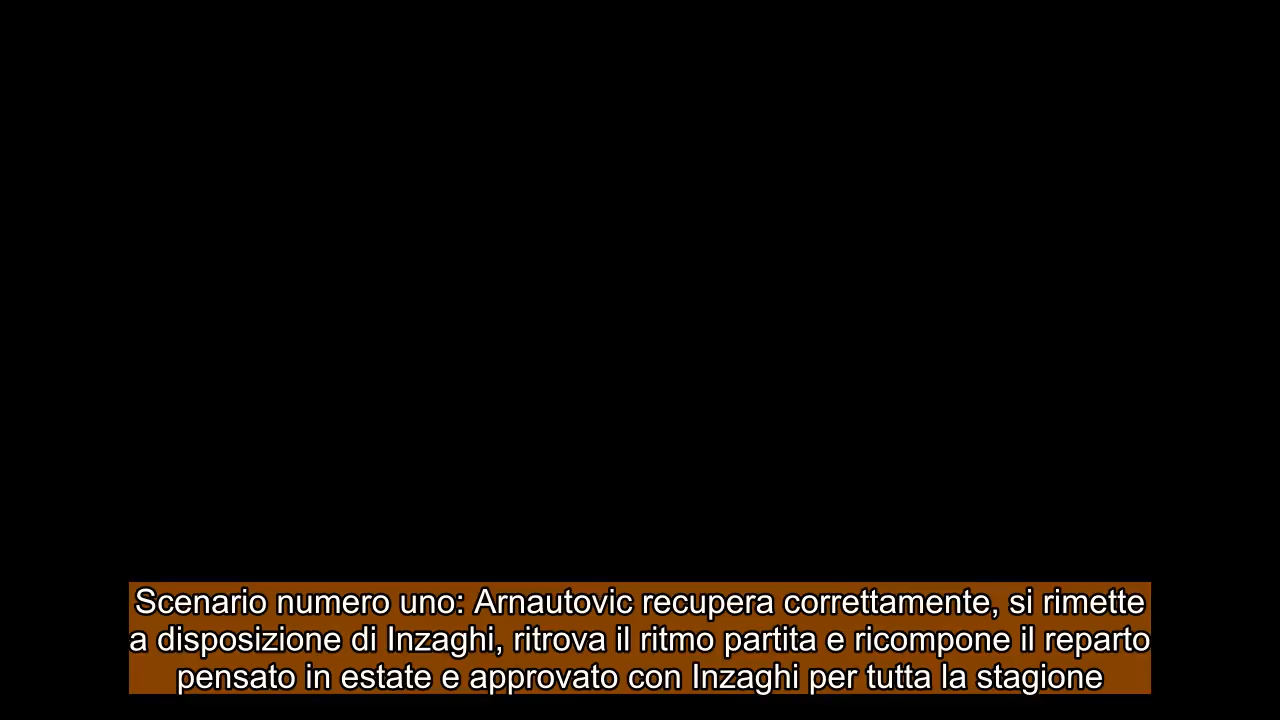 Scenario numero uno: Arnautovic recupera correttamente, si rimette
a disposizione di Inzaghi, ritrova il ritmo partita e ricompone il reparto
pensato in estate e approvato con Inzaghi per tutta la stagione